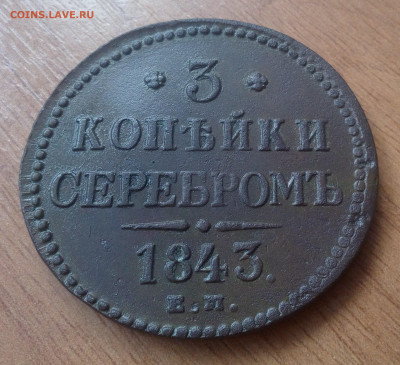 COINS.LAVE.RU
3
КОПѢЙКИ
СЕРЕБРОМЪ
1843.
Е.М.